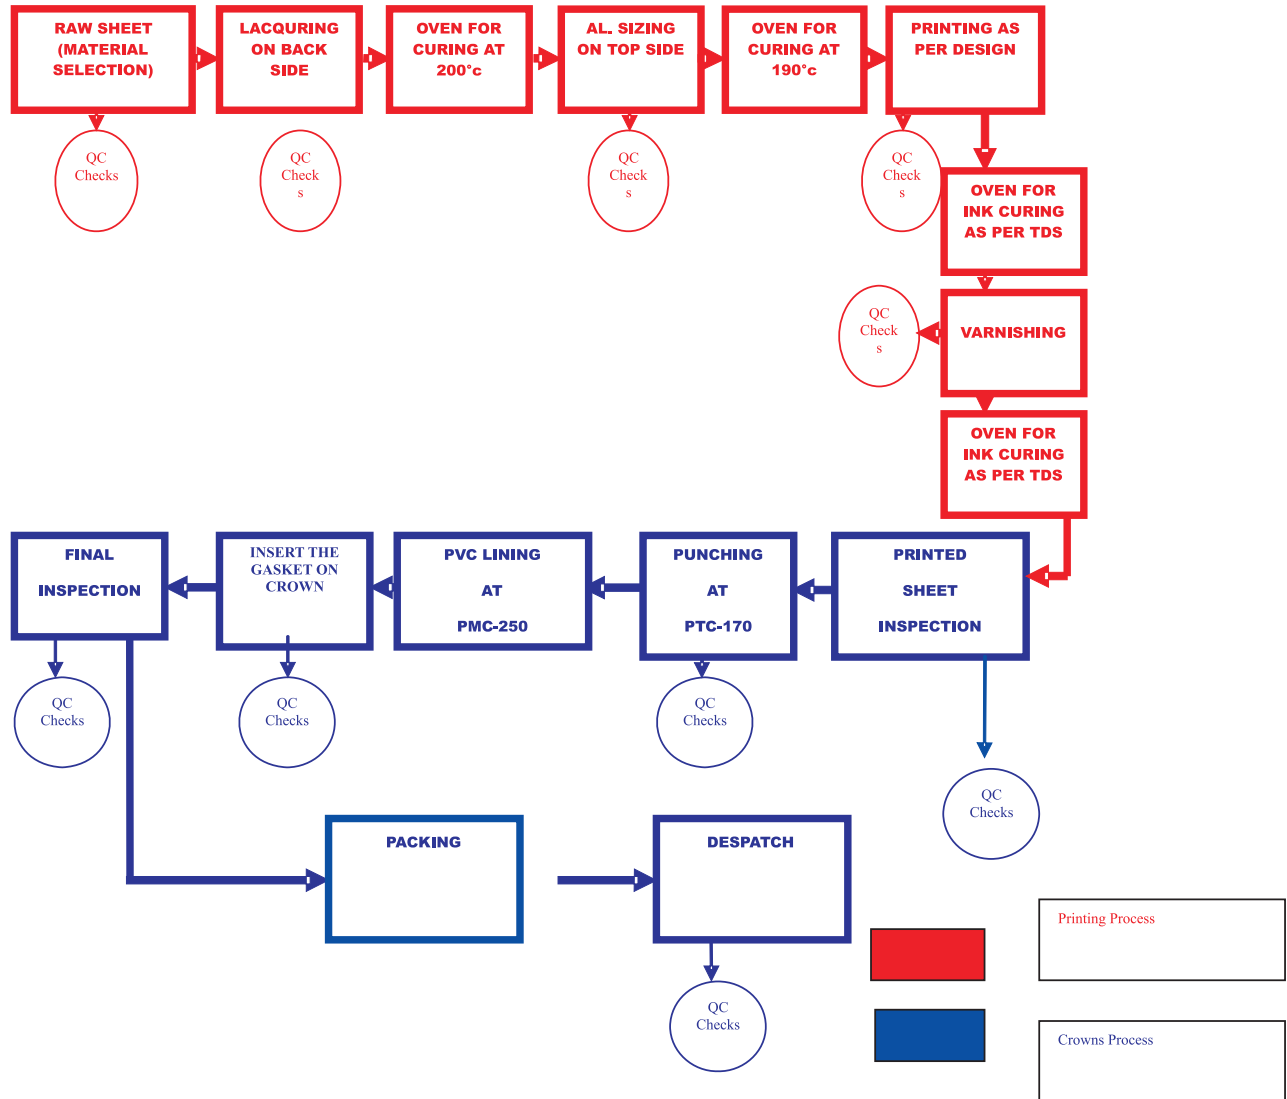 RAW SHEET
(MATERIAL
SELECTION)
LACQURING
ON BACK
SIDE
OVEN FOR
CURING AT
200°c
AL. SIZING
ON TOP SIDE
OVEN FOR
CURING AT
190°c
PRINTING AS
PER DESIGN
QC
Checks
QC
Check
s
QC
Check
s
QC
Check
s
OVEN FOR
INK CURING
AS PER TDS
QC
Check
s
VARNISHING
OVEN FOR
INK CURING
AS PER TDS
FINAL
INSPECTION
INSERT THE
GASKET ON
CROWN
PVC LINING
AT
PMC-250
PUNCHING
AT
PTC-170
PRINTED
SHEET
INSPECTION
QC
Checks
QC
Checks
QC
Checks
QC
Checks
PACKING
DESPATCH
QC
Checks
Printing Process
Crowns Process